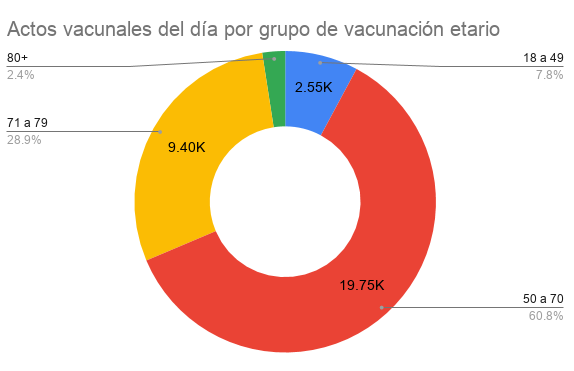 Actos vacunales del día por grupo de vacunación etario
80+
2.4%
18 a 49
7.8%
2.55K
71 a 79
28.9%
9.40K
19.75K
50 a 70
60.8%